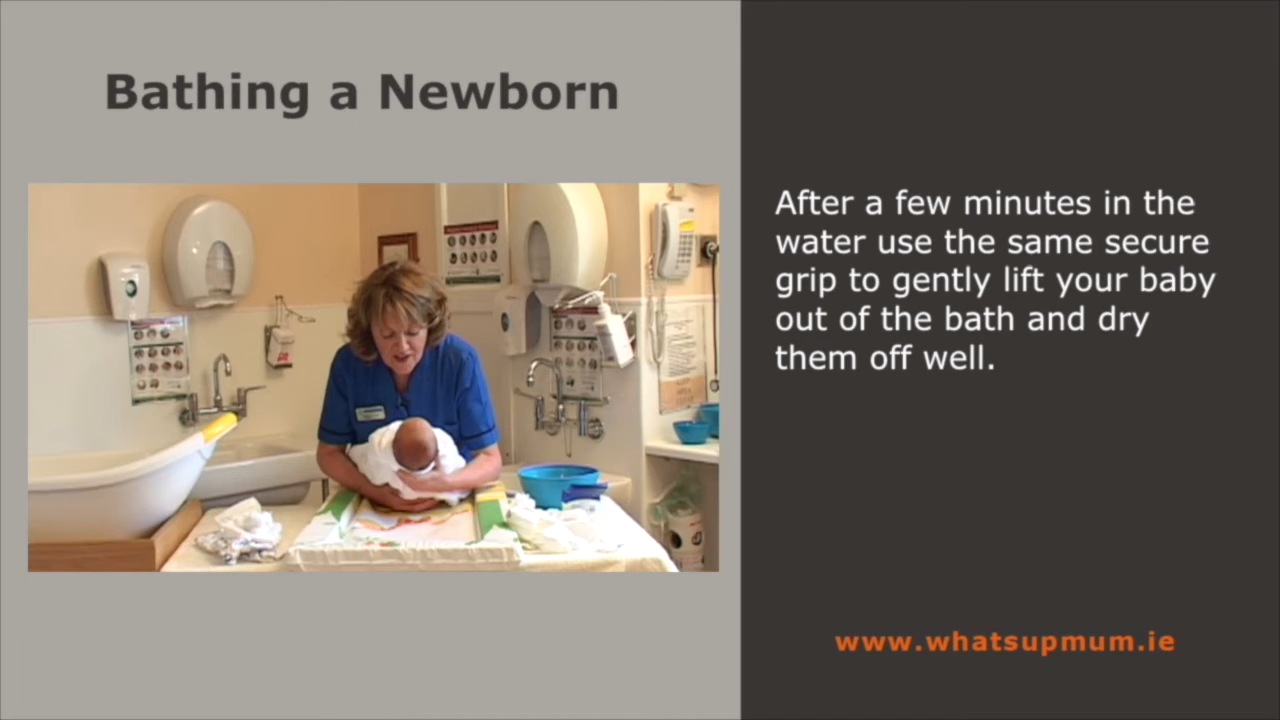 Bathing a Newborn
After a few minutes in the
water use the same secure
grip to gently lift your baby
out of the bath and dry
them off well.
www.whatsupmum.ie